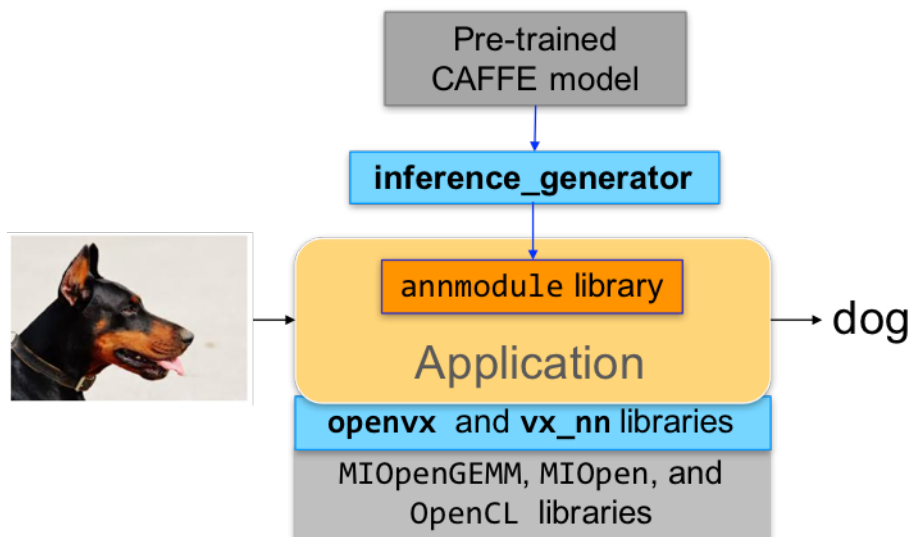 Pre-trained
CAFFE model
inference_generator
annmodule library
Application
dog
openvx and vx_nn libraries
MIOpenGEMM, MIOpen, and
OpenCL libraries